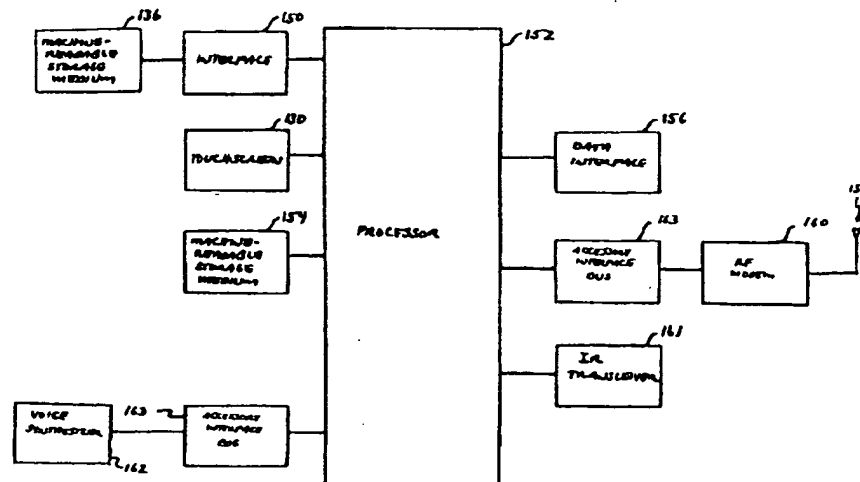 136
MACHINE-
READABLE
STORAGE
MEDIUM
150
INTERFACE
152
130
TOUCHSCREEN
154
MACHINE-
READABLE
STORAGE
MEDIUM
PROCESSOR
156
DATA
INTERFACE
163
ACCESSORY
INTERFACE
BUS
160
RF
MODEM
15
161
IR
TRANSCEIVER
VOICE
SYNTHESIZER
162
163
ACCESSORY
INTERFACE
BUS